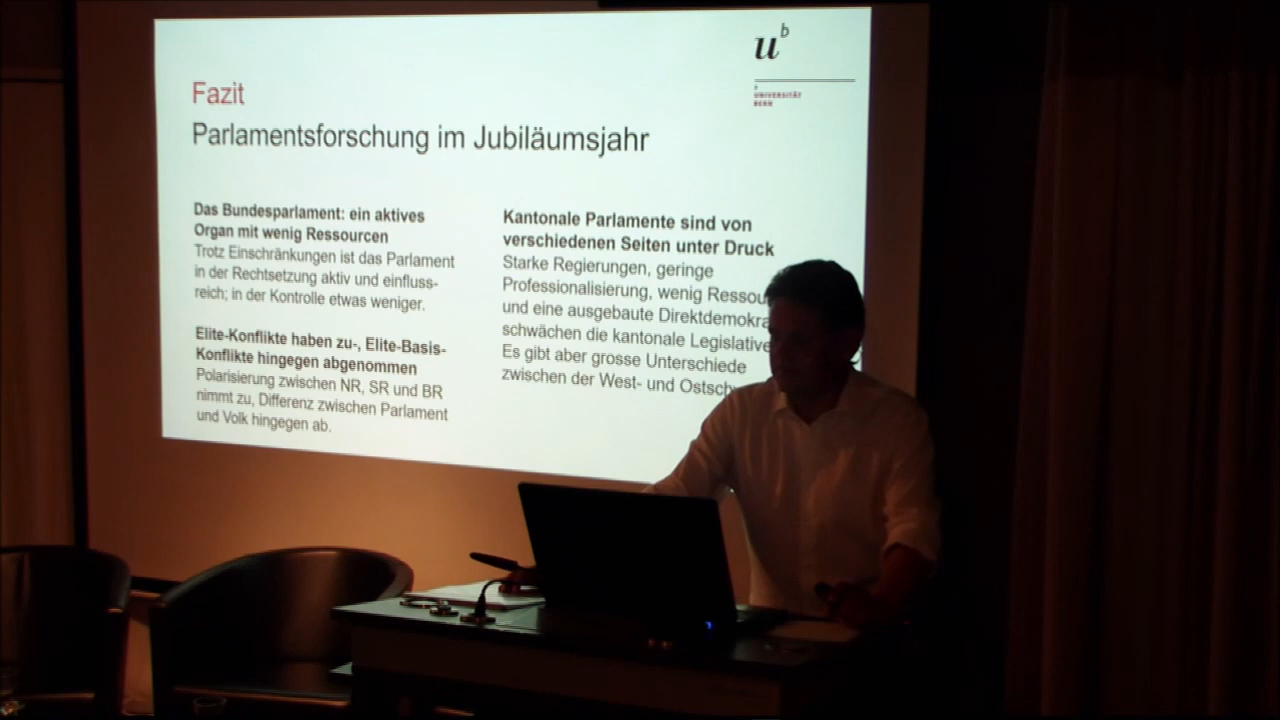 u
b
b
UNIVERSITÄT
BERN
Fazit
Parlamentsforschung im Jubiläumsjahr
Das Bundesparlament: ein aktives
Organ mit wenig Ressourcen
Trotz Einschränkungen ist das Parlament
in der Rechtsetzung aktiv und einfluss-
reich; in der Kontrolle etwas weniger.
Elite-Konflikte haben zu-, Elite-Basis-
Konflikte hingegen abgenommen
Polarisierung zwischen NR, SR und BR
nimmt zu, Differenz zwischen Parlament
und Volk hingegen ab.
Kantonale Parlamente sind von
verschiedenen Seiten unter Druck
Starke Regierungen, geringe
Professionalisierung, wenig Ressou
und eine ausgebaute Direktdemokra
schwächen die kantonale Legislative
Es gibt aber grosse Unterschiede
zwischen der West- und Ostsch